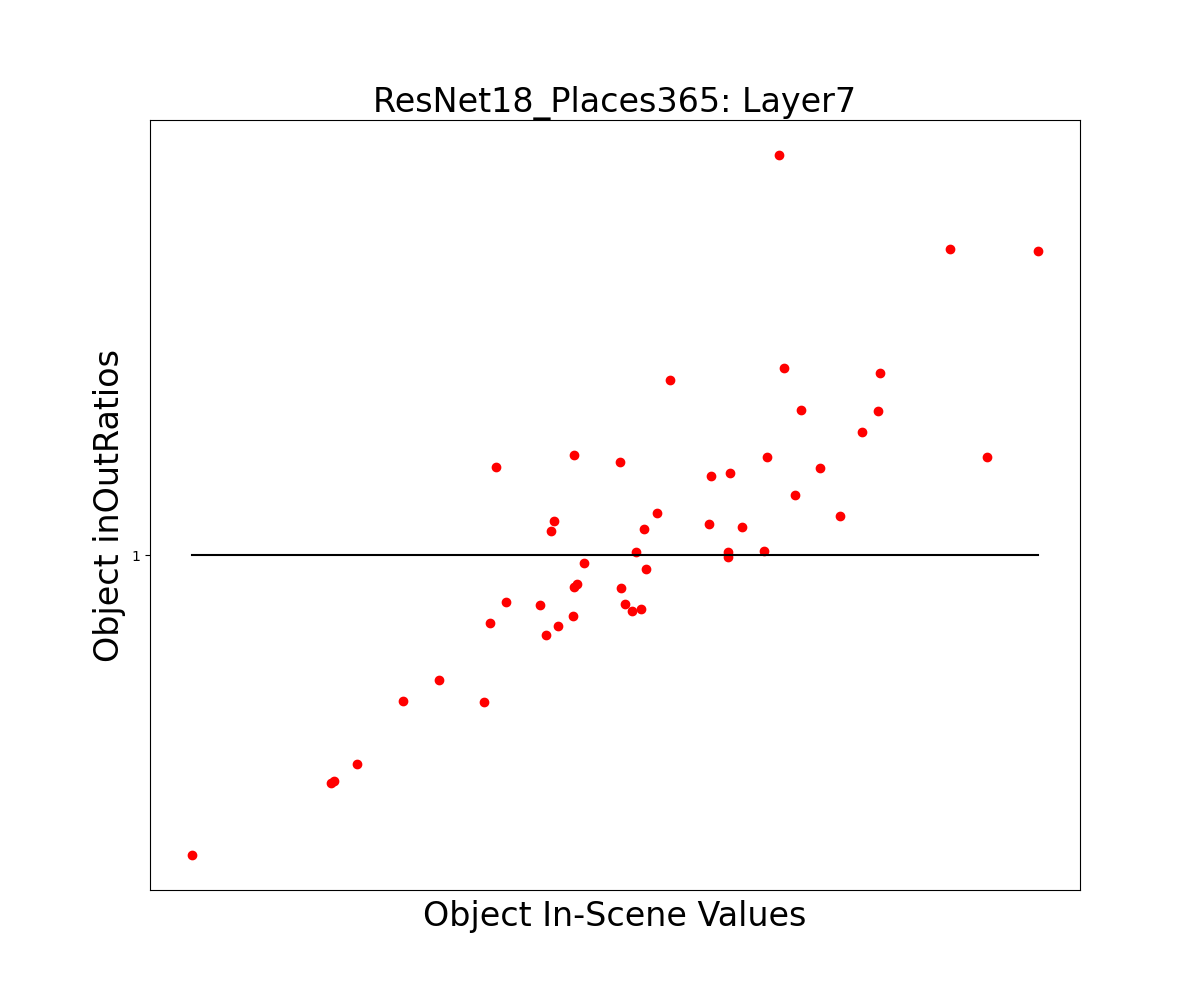 ResNet18_Places365: Layer7
Object inOutRatios
1
Object In-Scene Values